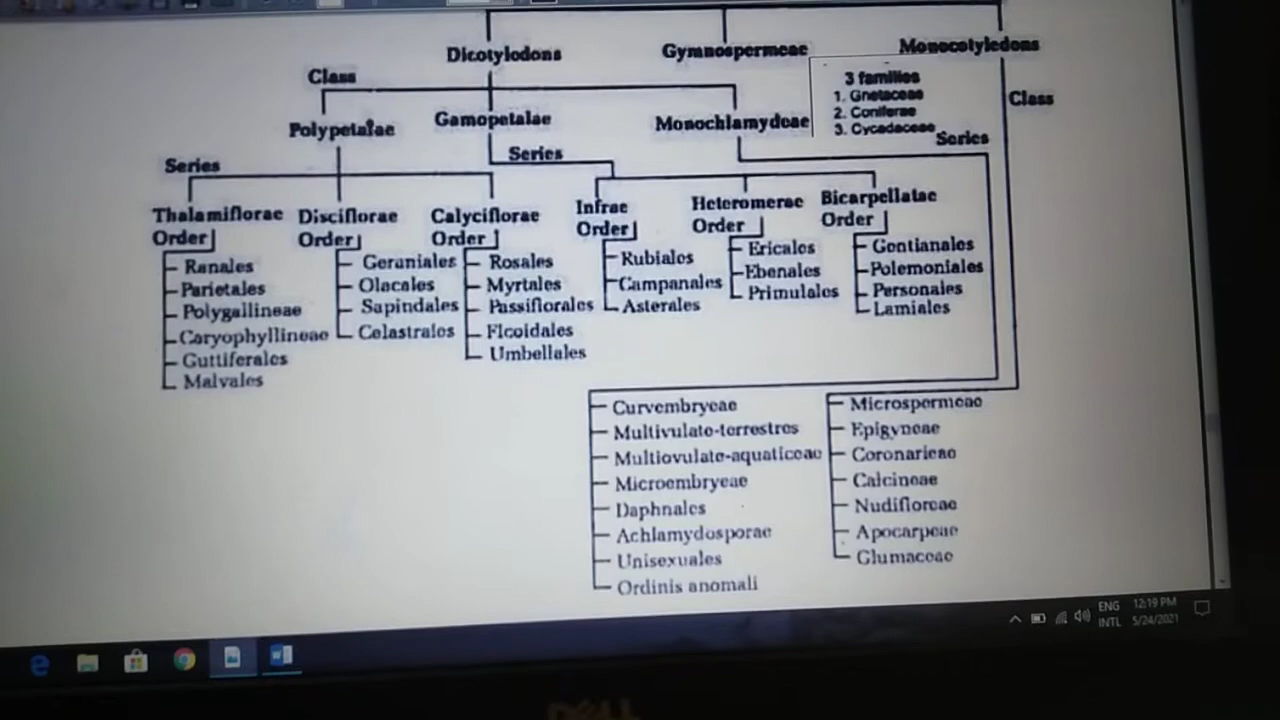 Dicotylodons
Gymnospermeae
Monocotyledons
Class
3 families
1. Gnetaceae
2. Coniferae
3. Cycadaceae
Class
Polypetalae
Gamopetalae
Monochlamydeae
Series
Series
Series
Thalamiflorae
Order
Ranales
Parietales
Polygallineae
Caryophyllineae
Guttiferales
Malvales
Disciflorae
Order
Geraniales
Olacales
Sapindales
Celastrales
Calyciflorae
Order
Rosales
Myrtales
Passiflorales
Ficoidales
Umbellales
Infrae
Order
Rubiales
Campanales
Asterales
Heteromerae
Order
Ericales
Ebenales
Primulales
Bicarpellatae
Order
Gentianales
Polemoniales
Personales
Lamiales
Curvembryeae
Multivulate-terrestres
Multiovulate-aquaticeae
Microembryeae
Daphnales
Achlamydosporae
Unisexuales
Ordinis anomali
Microspermeae
Epigyneae
Coronarieae
Calcineae
Nudifloreae
Apocarpeae
Glumaceae
ENG
INTL
12:19 PM
5/24/2021
DELL